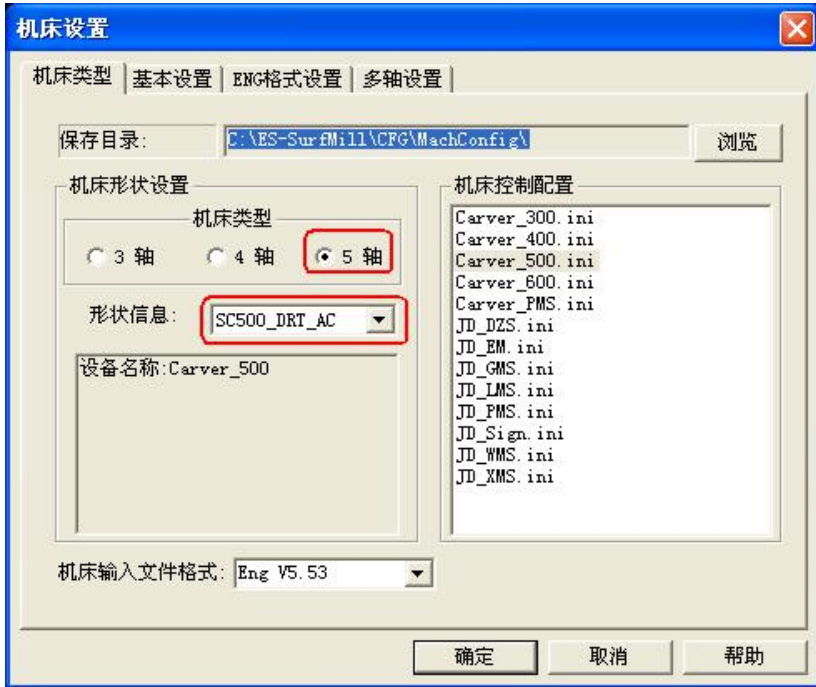 机床设置
机床类型 基本设置 ENG格式设置 多轴设置
保存目录: C:\ES-SurfMill\CFG\MachConfig\ 浏览
机床形状设置
机床类型
3 轴 4 轴 5 轴
形状信息: SC500_DRT_AC
设备名称:Carver_500
机床控制配置
Carver_300.ini
Carver_400.ini
Carver_500.ini
Carver_600.ini
Carver_PMS.ini
JD_DZS.ini
JD_EM.ini
JD_GMS.ini
JD_LMS.ini
JD_PMS.ini
JD_Sign.ini
JD_WMS.ini
JD_XMS.ini
机床输入文件格式: Eng V5.53
确定 取消 帮助